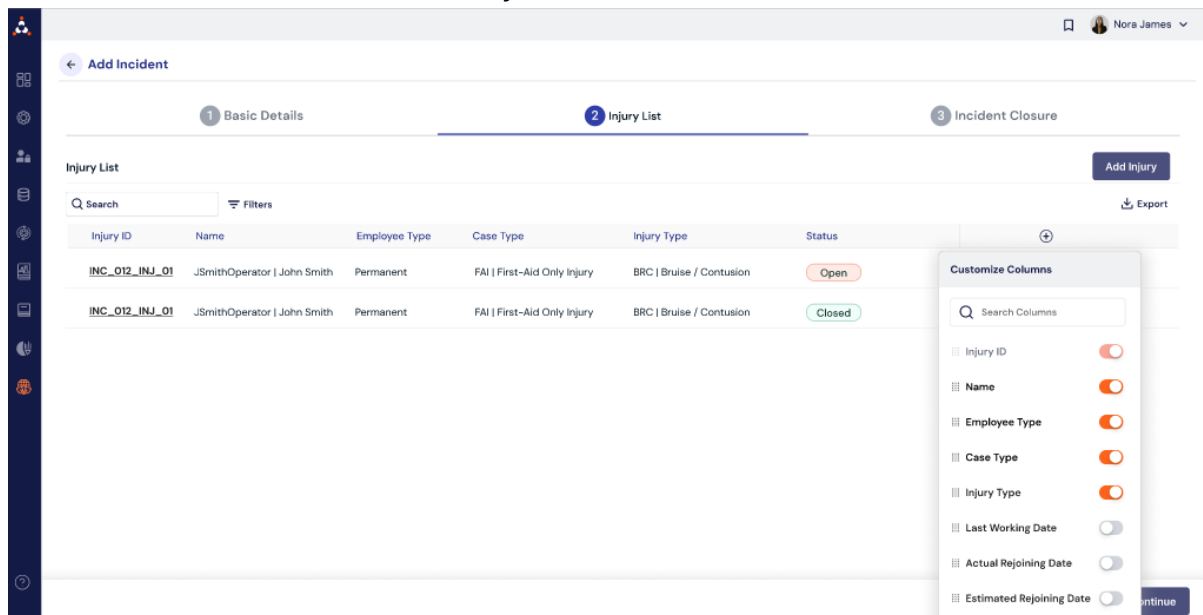 Nora James
Add Incident
1 Basic Details
2 Injury List
3 Incident Closure
Injury List
Add Injury
Search
Filters
Export
Injury ID Name Employee Type Case Type Injury Type Status
INC_012_INJ_01 JSmithOperator | John Smith Permanent FAI | First-Aid Only Injury BRC | Bruise / Contusion Open
INC_012_INJ_01 JSmithOperator | John Smith Permanent FAI | First-Aid Only Injury BRC | Bruise / Contusion Closed
Customize Columns
Search Columns
Injury ID
Name
Employee Type
Case Type
Injury Type
Last Working Date
Actual Rejoining Date
Estimated Rejoining Date
ontinue